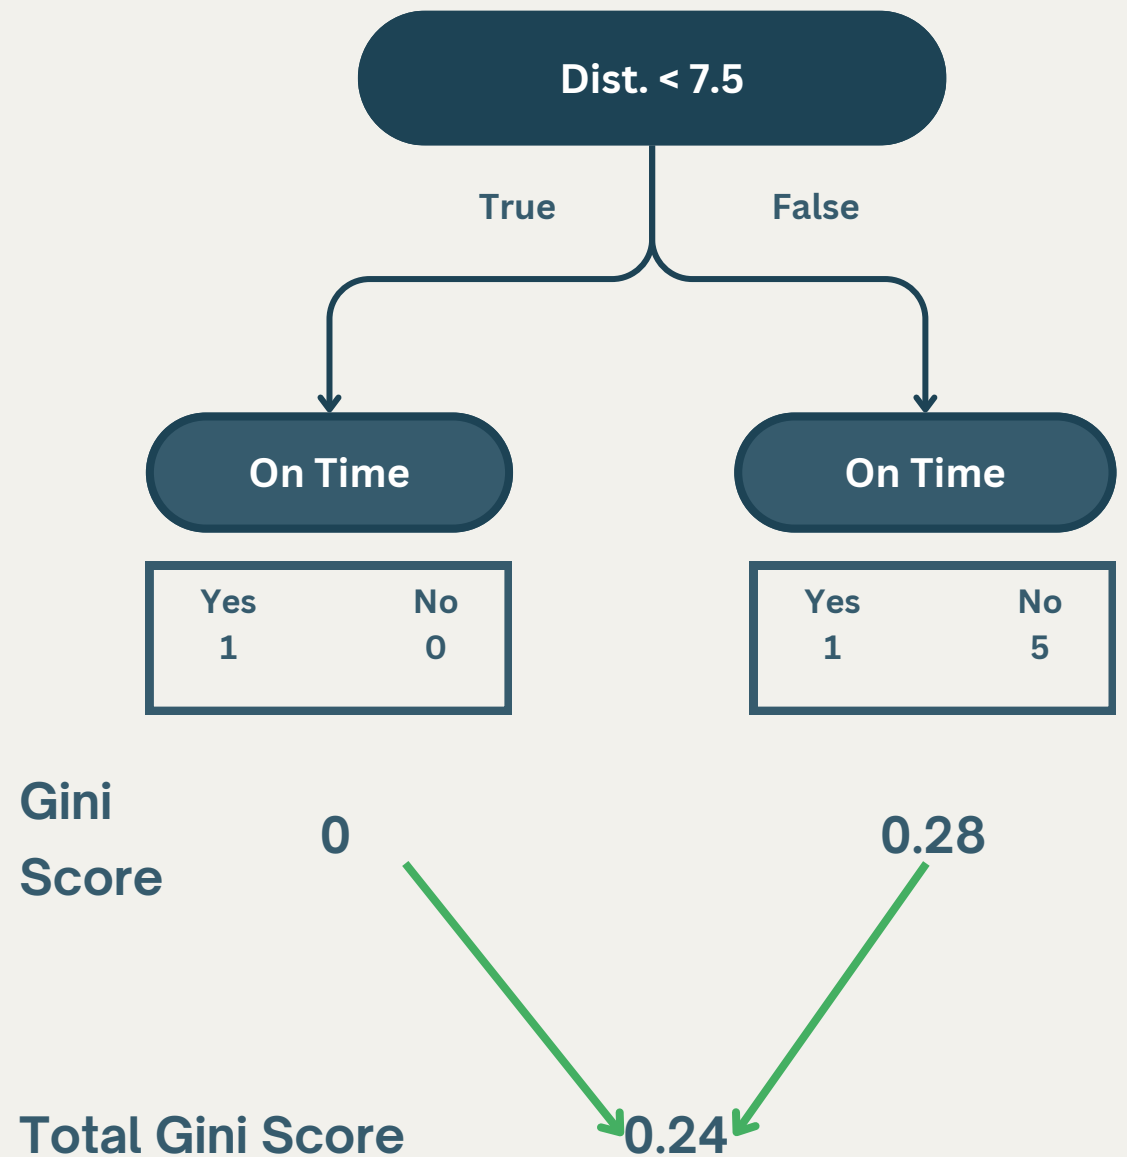 Dist. < 7.5
True False
On Time On Time
Yes No Yes No
1 0 1 5
Gini
Score
0 0.28
Total Gini Score 0.24